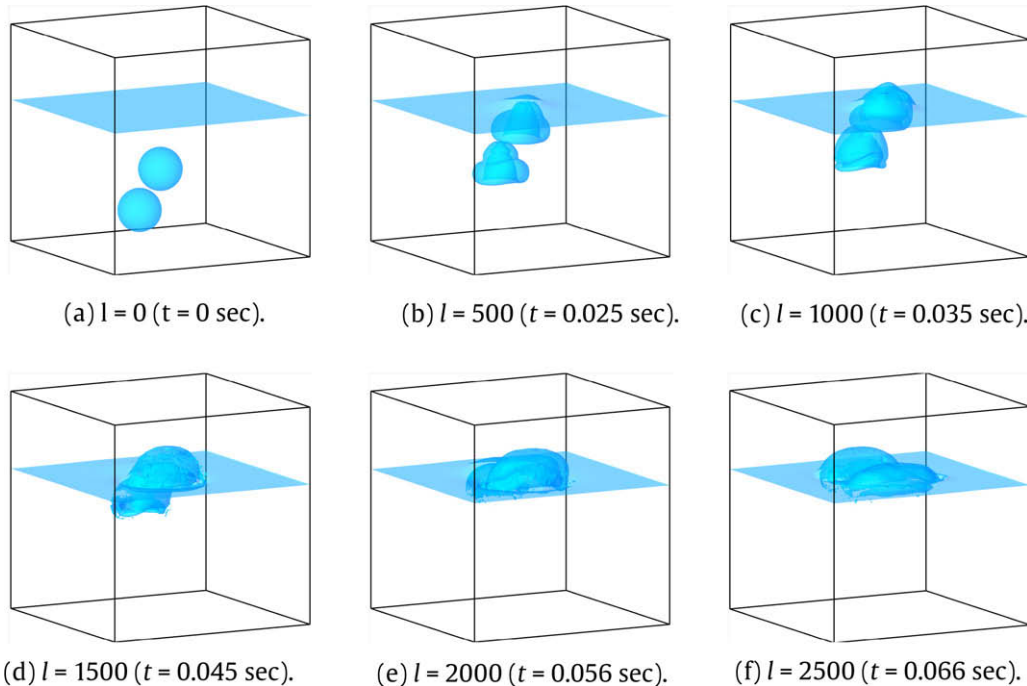 (a) l = 0 (t = 0 sec).
(b) l = 500 (t = 0.025 sec).
(c) l = 1000 (t = 0.035 sec).
(d) l = 1500 (t = 0.045 sec).
(e) l = 2000 (t = 0.056 sec).
(f) l = 2500 (t = 0.066 sec).